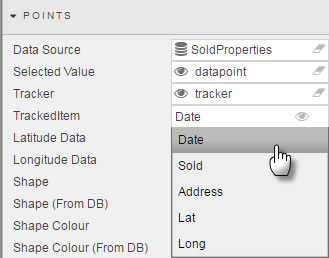 POINTS
Data Source SoldProperties
Selected Value datapoint
Tracker tracker
TrackedItem Date
Latitude Data Date
Longitude Data Sold
Shape Address
Shape (From DB) Lat
Shape Colour Long
Shape Colour (From DB)